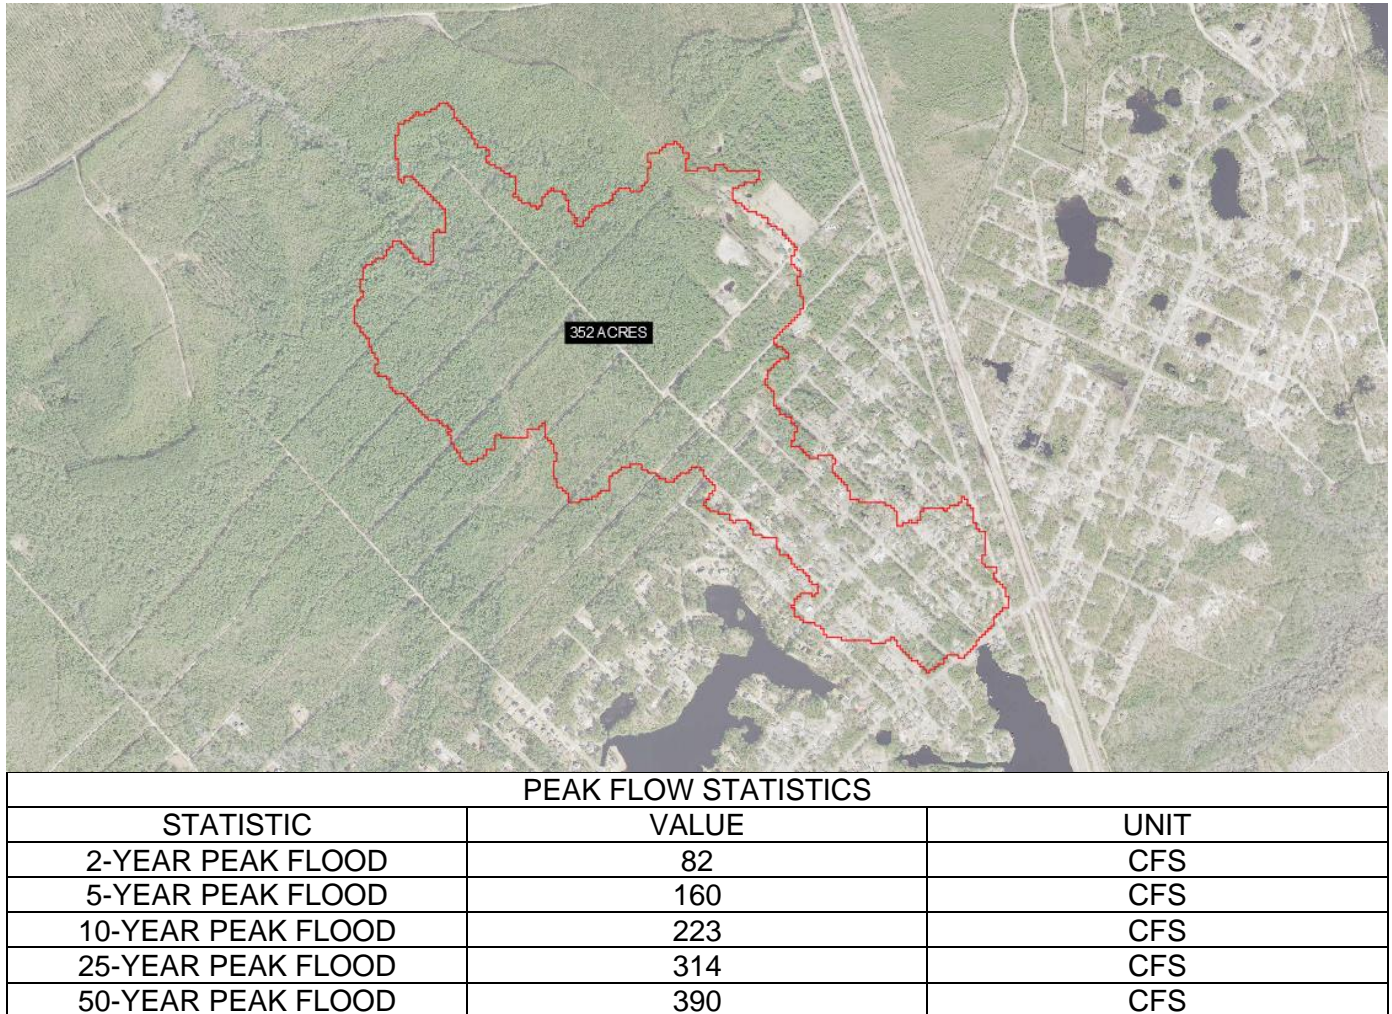 352 ACRES
PEAK FLOW STATISTICS
STATISTIC VALUE UNIT
2-YEAR PEAK FLOOD 82 CFS
5-YEAR PEAK FLOOD 160 CFS
10-YEAR PEAK FLOOD 223 CFS
25-YEAR PEAK FLOOD 314 CFS
50-YEAR PEAK FLOOD 390 CFS